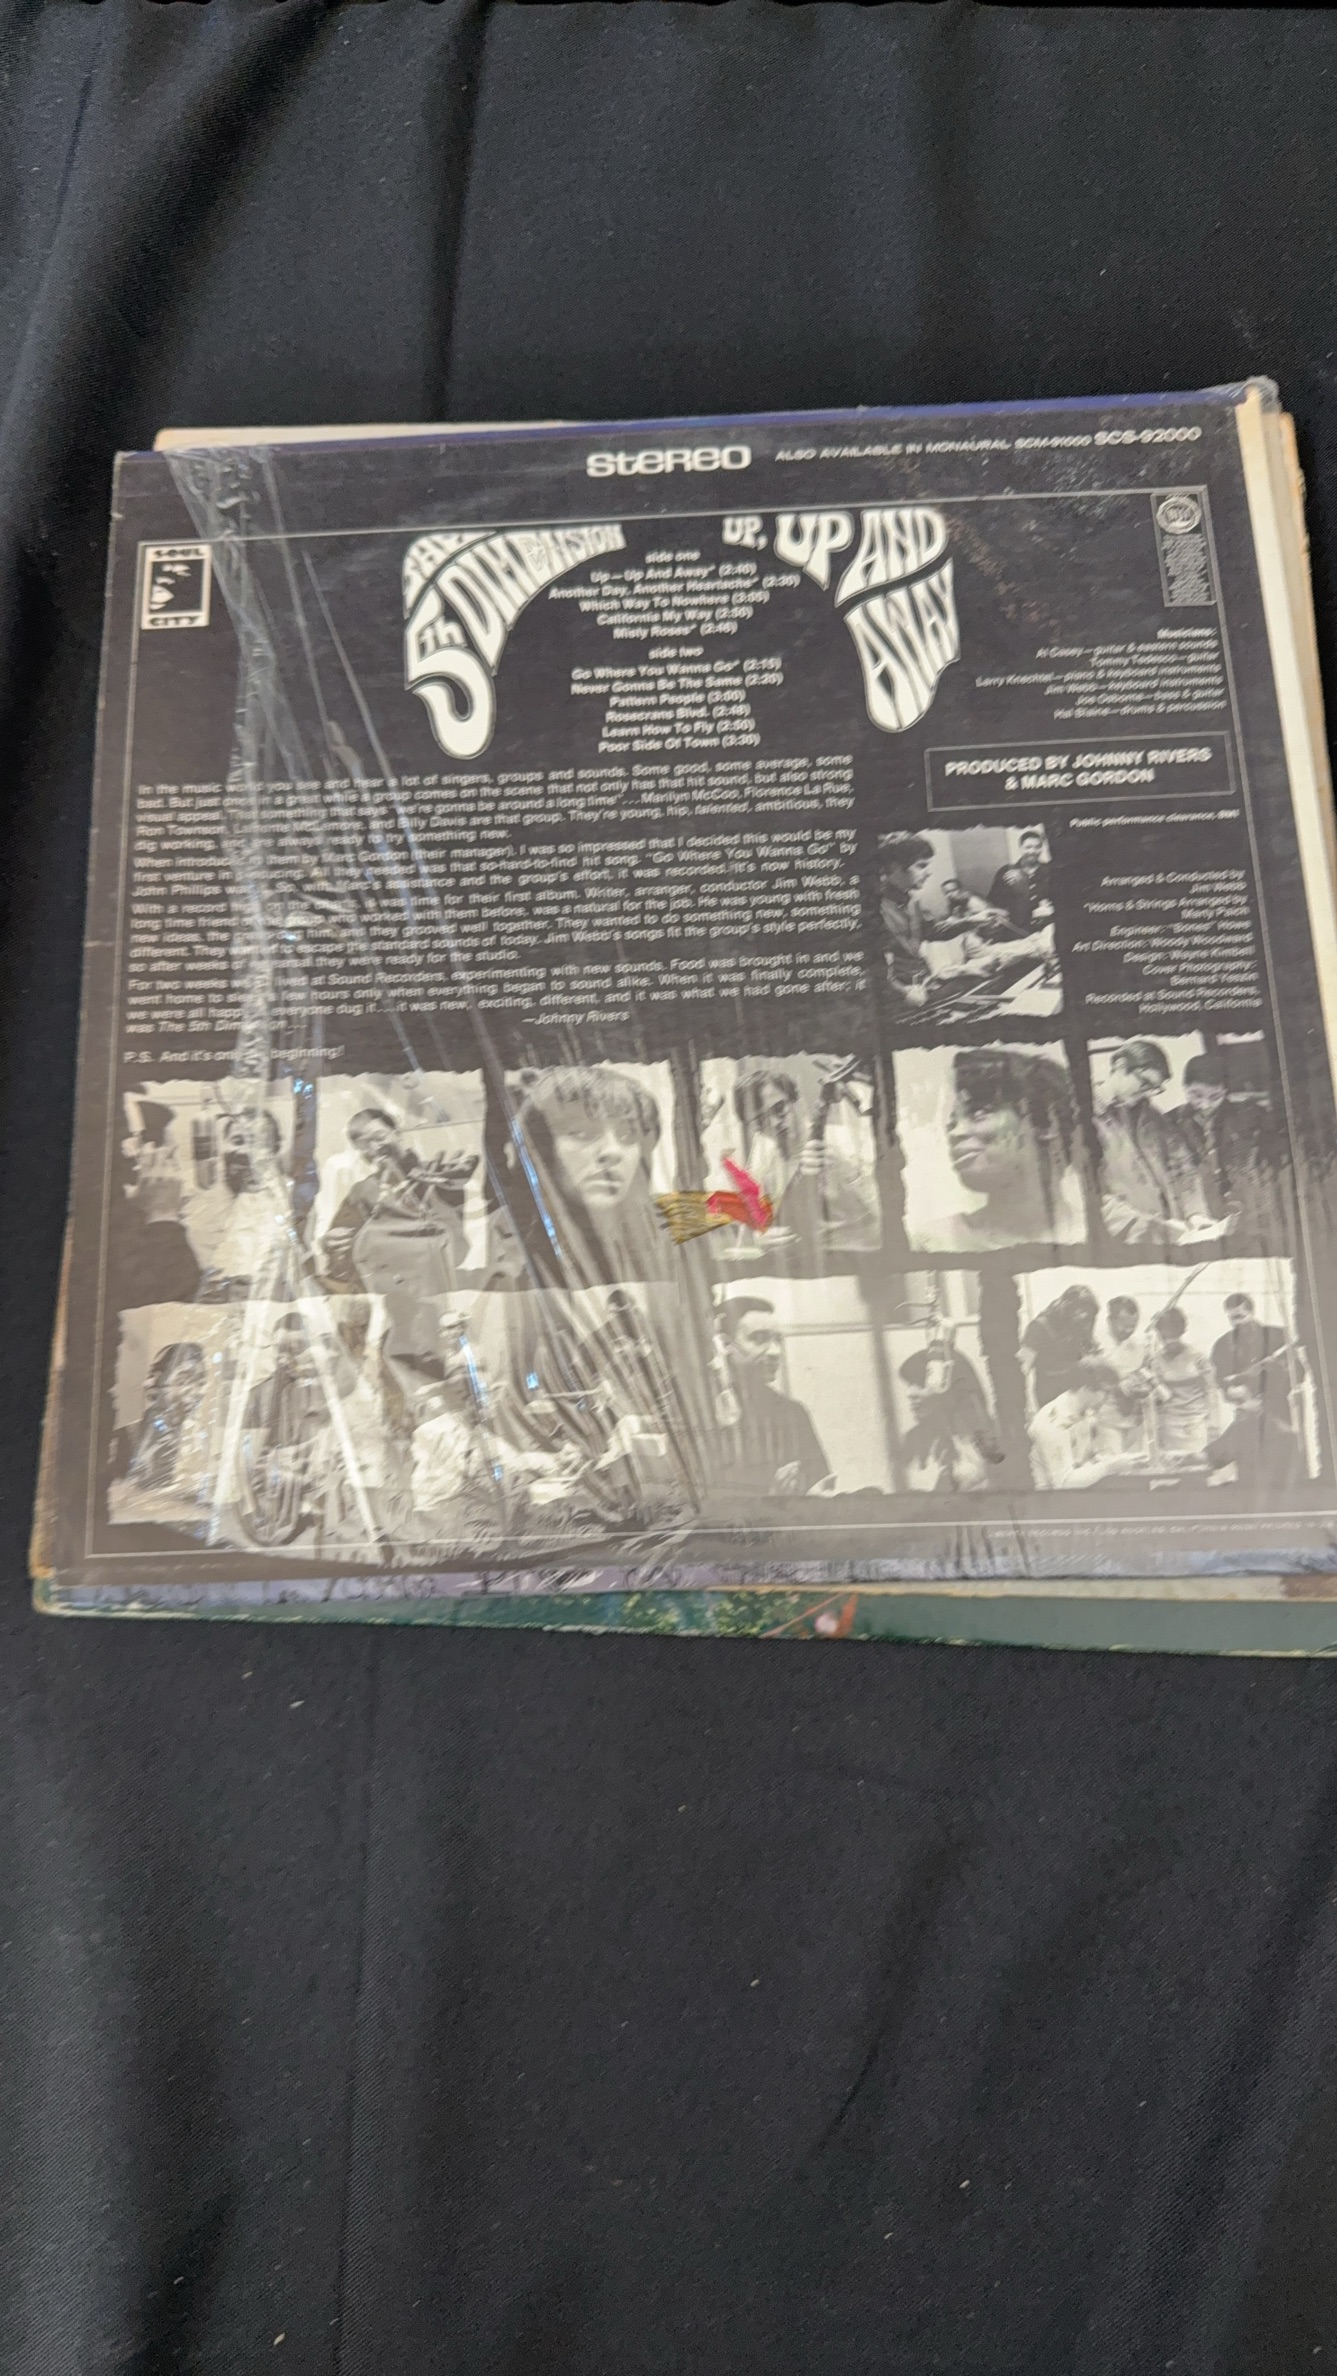 STEREO ALSO AVAILABLE IN MONAURAL SCM-91000 SCS-92000
SOUL
CITY
THE
5TH DIMENSION
UP, UP AND
AWAY
side one
Up—Up And Away* (2:40)
Another Day, Another Heartache* (2:30)
Which Way To Nowhere (3:05)
California My Way (2:50)
Misty Roses* (2:48)
side two
Go Where You Wanna Go* (2:15)
Never Gonna Be The Same (2:20)
Pattern People (3:00)
Rosecrans Blvd. (2:48)
Learn How To Fly (2:50)
Poor Side Of Town (3:30)
Musicians:
Al Casey—guitar & eastern sounds
Tommy Tedesco—guitar
Larry Knechtel—piano & keyboard instruments
Jim Webb—keyboard instruments
Joe Osborne—bass & guitar
Hal Blaine—drums & percussion
PRODUCED BY JOHNNY RIVERS
& MARC GORDON
Public performance clearance, BMI
Arranged & Conducted by
Jim Webb
*Horns & Strings Arranged by
Marty Paich
Engineer: "Bones" Howe
Art Direction: Woody Woodward
Design: Wayne Kimbell
Cover Photography:
Bernard Yeszin
Recorded at Sound Recorders,
Hollywood, California
In the music world you see and hear a lot of singers, groups and sounds. Some good, some average, some
bad. But just once in a great while a group comes on the scene that not only has that hit sound, but also strong
visual appeal. That something that says "we're gonna be around a long time"... Marilyn McCoo, Florence La Rue,
Ron Townson, Lamonte McLemore, and Billy Davis are that group. They're young, hip, talented, ambitious, they
dig working, and are always ready to try something new.
When introduced to them by Marc Gordon (their manager), I was so impressed that I decided this would be my
first venture in producing. All they needed was that so-hard-to-find hit song. "Go Where You Wanna Go" by
John Phillips was it. So, with Marc's assistance and the group's effort, it was recorded. It's now history.
With a record high on the charts, it was time for their first album. Writer, arranger, conductor Jim Webb, a
long time friend of the group who worked with them before, was a natural for the job. He was young with fresh
new ideas, the group dug him, and they grooved well together. They wanted to do something new, something
different. They wanted to escape the standard sounds of today. Jim Webb's songs fit the group's style perfectly,
so after weeks of rehearsal they were ready for the studio.
For two weeks we lived at Sound Recorders, experimenting with new sounds. Food was brought in and we
went home to sleep a few hours only when everything began to sound alike. When it was finally complete,
we were all happy, everyone dug it... it was new, exciting, different, and it was what we had gone after; it
was The 5th Dimension...
—Johnny Rivers
P.S. And it's only the beginning!